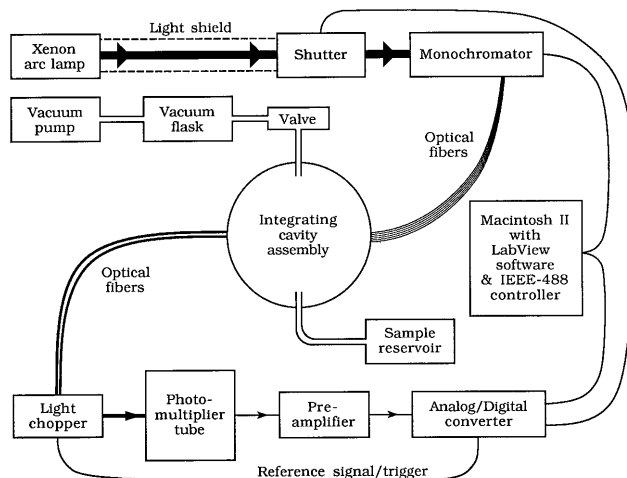 Light shield
Xenon
arc lamp
Shutter
Monochromator
Vacuum
pump
Vacuum
flask
Valve
Optical
fibers
Integrating
cavity
assembly
Macintosh II
with
LabView
software
& IEEE-488
controller
Optical
fibers
Sample
reservoir
Light
chopper
Photo-
multiplier
tube
Pre-
amplifier
Analog/Digital
converter
Reference signal/trigger